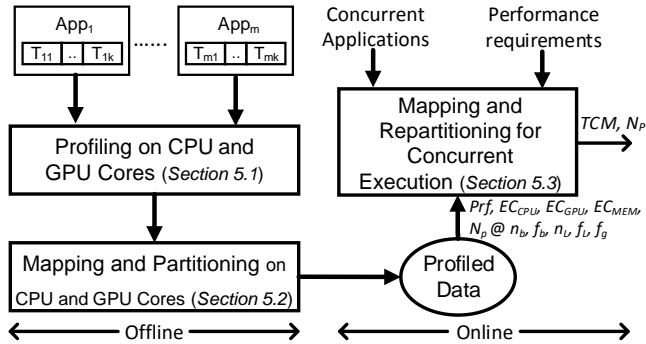 App1
T11 .. T1k
......
Appm
Tm1 .. Tmk
Profiling on CPU and
GPU Cores (Section 5.1)
Mapping and Partitioning on
CPU and GPU Cores (Section 5.2)
Offline
Concurrent
Applications
Performance
requirements
Mapping and
Repartitioning for
Concurrent
Execution (Section 5.3)
TCM, NP
Prf, ECCPU, ECGPU, ECMEM,
Np @ nb, fb, nL, fL, fg
Profiled
Data
Online